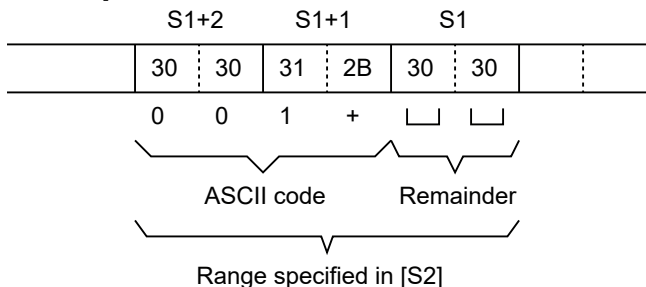 S1+2 S1+1 S1
30 30 31 2B 30 30
0 0 1 +
ASCII code Remainder
Range specified in [S2]